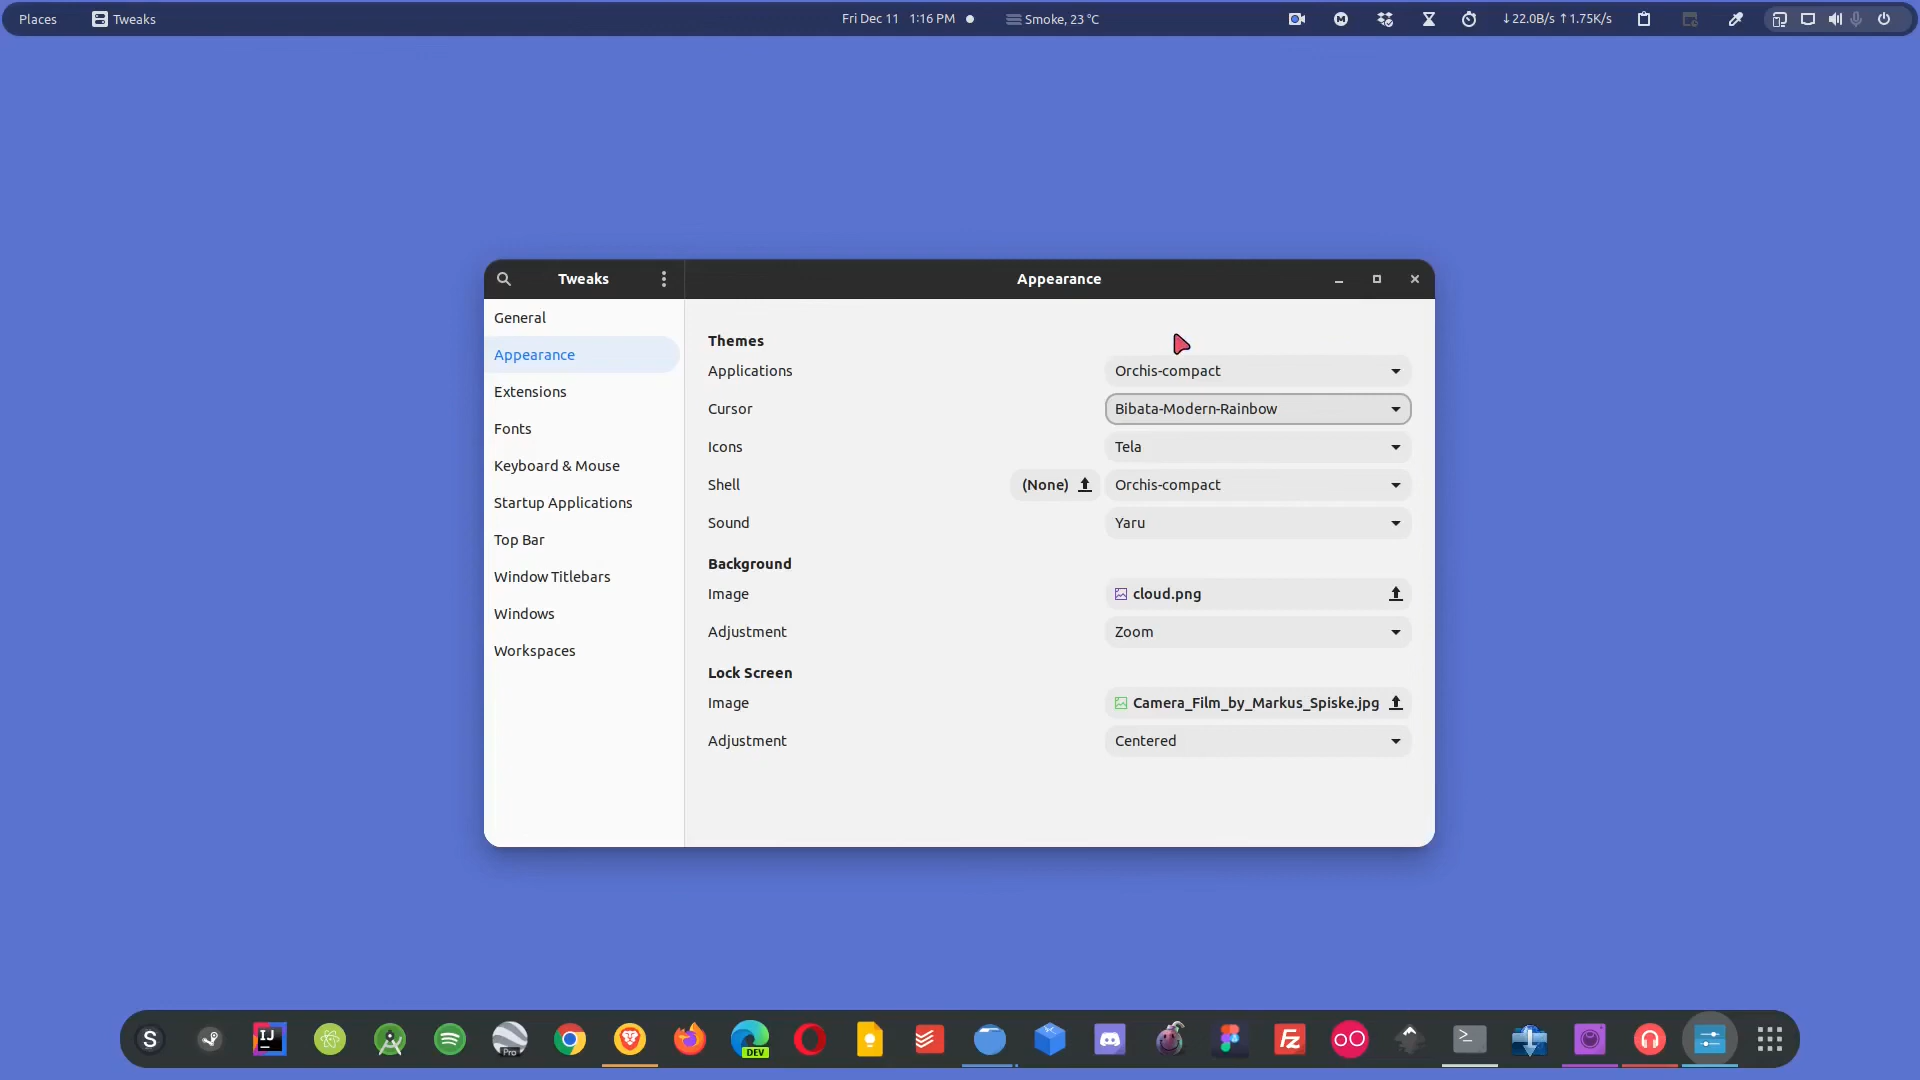 Places Tweaks Fri Dec 11 1:16 PM Smoke, 23 °C ↓22.0B/s ↑1.75K/s
Tweaks Appearance
General
Appearance
Extensions
Fonts
Keyboard & Mouse
Startup Applications
Top Bar
Window Titlebars
Windows
Workspaces
Themes
Applications Orchis-compact
Cursor Bibata-Modern-Rainbow
Icons Tela
Shell (None) Orchis-compact
Sound Yaru
Background
Image cloud.png
Adjustment Zoom
Lock Screen
Image Camera_Film_by_Markus_Spiske.jpg
Adjustment Centered
S IJ Pro DEV Fz